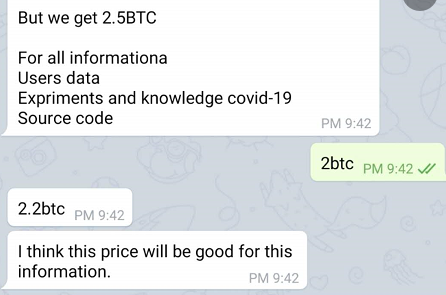 But we get 2.5BTC
For all informationa
Users data
Expriments and knowledge covid-19
Source code
PM 9:42
2btc PM 9:42
2.2btc PM 9:42
I think this price will be good for this
information.
PM 9:42